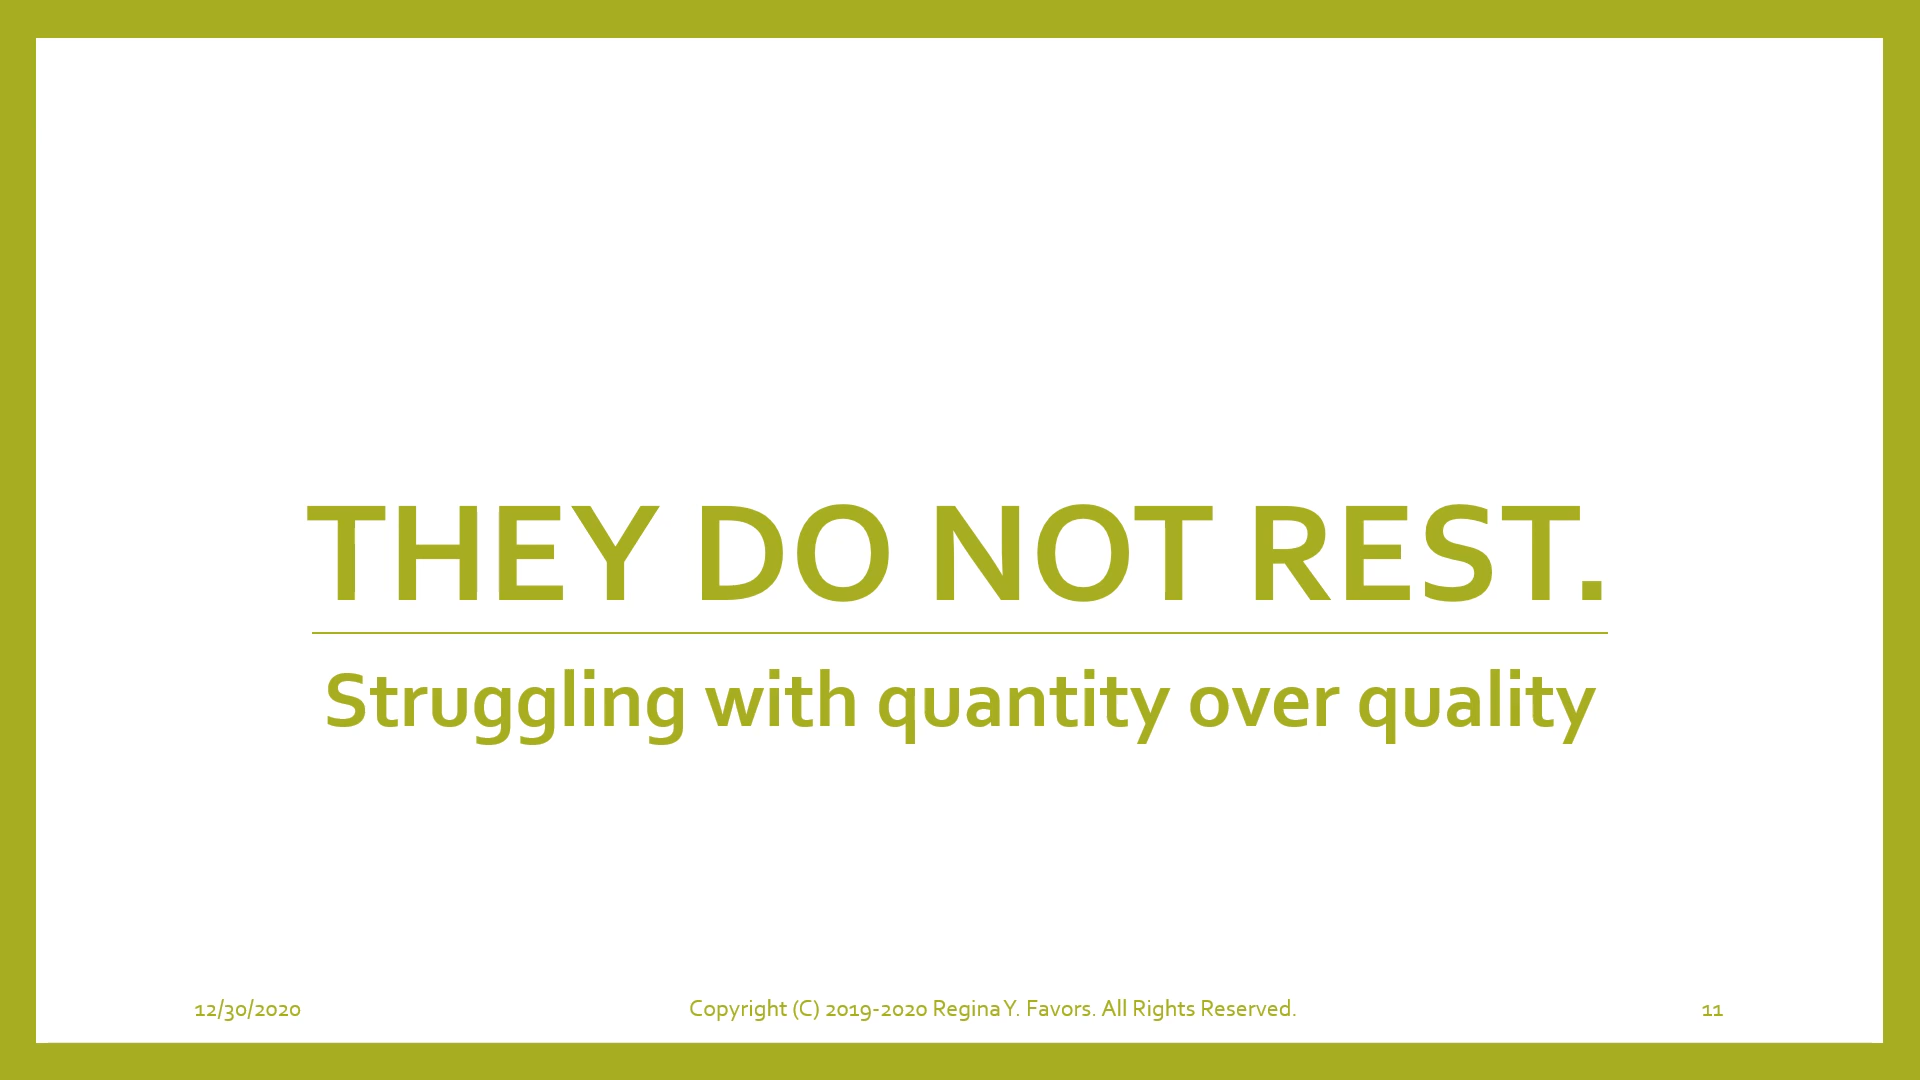 THEY DO NOT REST.
Struggling with quantity over quality
12/30/2020 Copyright (C) 2019-2020 Regina Y. Favors. All Rights Reserved. 11